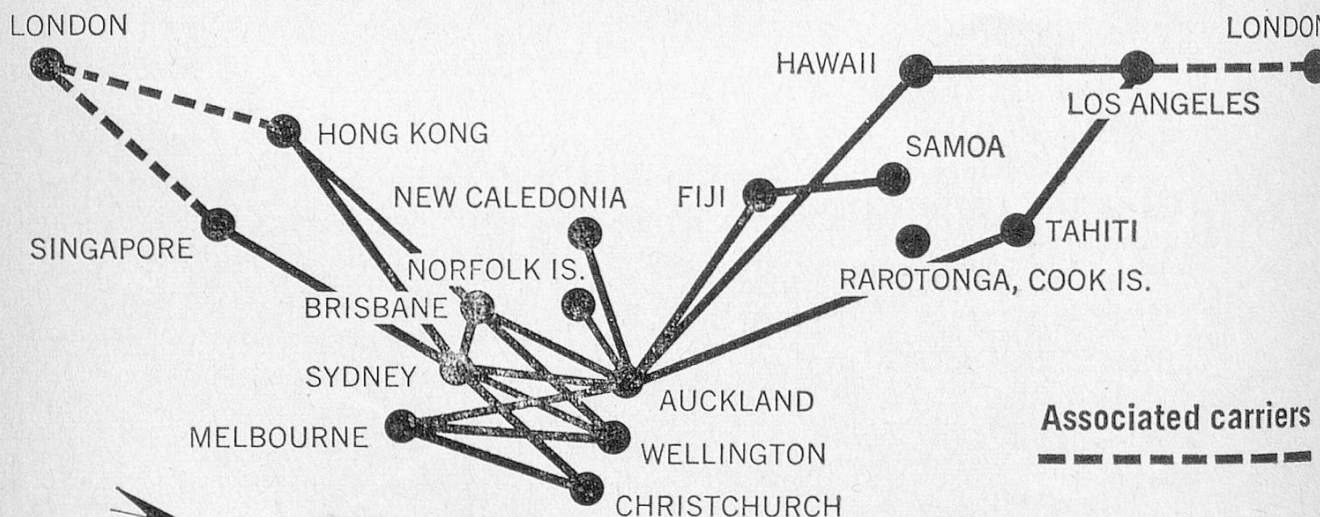 LONDON
LONDON
HAWAII
LOS ANGELES
HONG KONG
SAMOA
NEW CALEDONIA
FIJI
SINGAPORE
TAHITI
NORFOLK IS.
RAROTONGA, COOK IS.
BRISBANE
SYDNEY
AUCKLAND
Associated carriers
MELBOURNE
WELLINGTON
CHRISTCHURCH